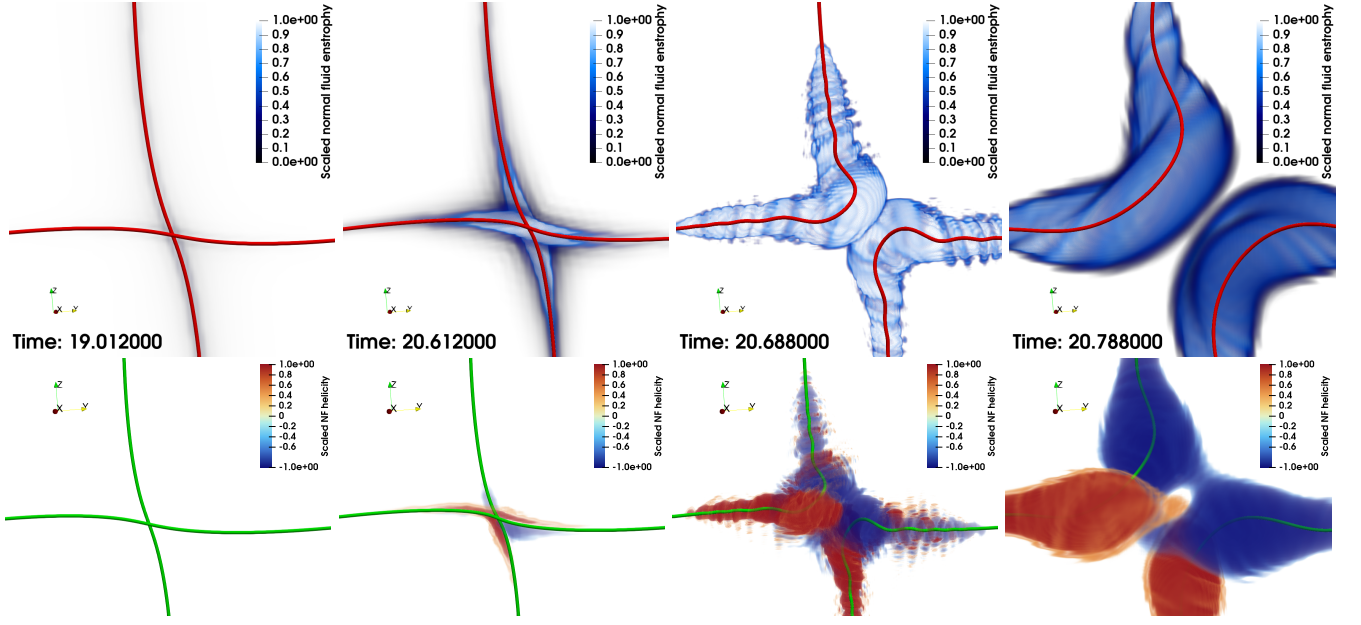 1.0e+00
0.9
0.8
0.7
0.6
0.5
0.4
0.3
0.2
0.1
0.0e+00
Scaled normal fluid enstrophy
Z
X
Y
Time: 19.012000
1.0e+00
0.9
0.8
0.7
0.6
0.5
0.4
0.3
0.2
0.1
0.0e+00
Scaled normal fluid enstrophy
Z
X
Y
Time: 20.612000
1.0e+00
0.9
0.8
0.7
0.6
0.5
0.4
0.3
0.2
0.1
0.0e+00
Scaled normal fluid enstrophy
Z
X
Y
Time: 20.688000
1.0e+00
0.9
0.8
0.7
0.6
0.5
0.4
0.3
0.2
0.1
0.0e+00
Scaled normal fluid enstrophy
Z
X
Y
Time: 20.788000
Z
X
Y
1.0e+00
0.8
0.6
0.4
0.2
0
-0.2
-0.4
-0.6
-1.0e+00
Scaled NF helicity
Z
X
Y
1.0e+00
0.8
0.6
0.4
0.2
0
-0.2
-0.4
-0.6
-1.0e+00
Scaled NF helicity
Z
X
Y
1.0e+00
0.8
0.6
0.4
0.2
0
-0.2
-0.4
-0.6
-1.0e+00
Scaled NF helicity
Z
X
Y
1.0e+00
0.8
0.6
0.4
0.2
0
-0.2
-0.4
-0.6
-1.0e+00
Scaled NF helicity